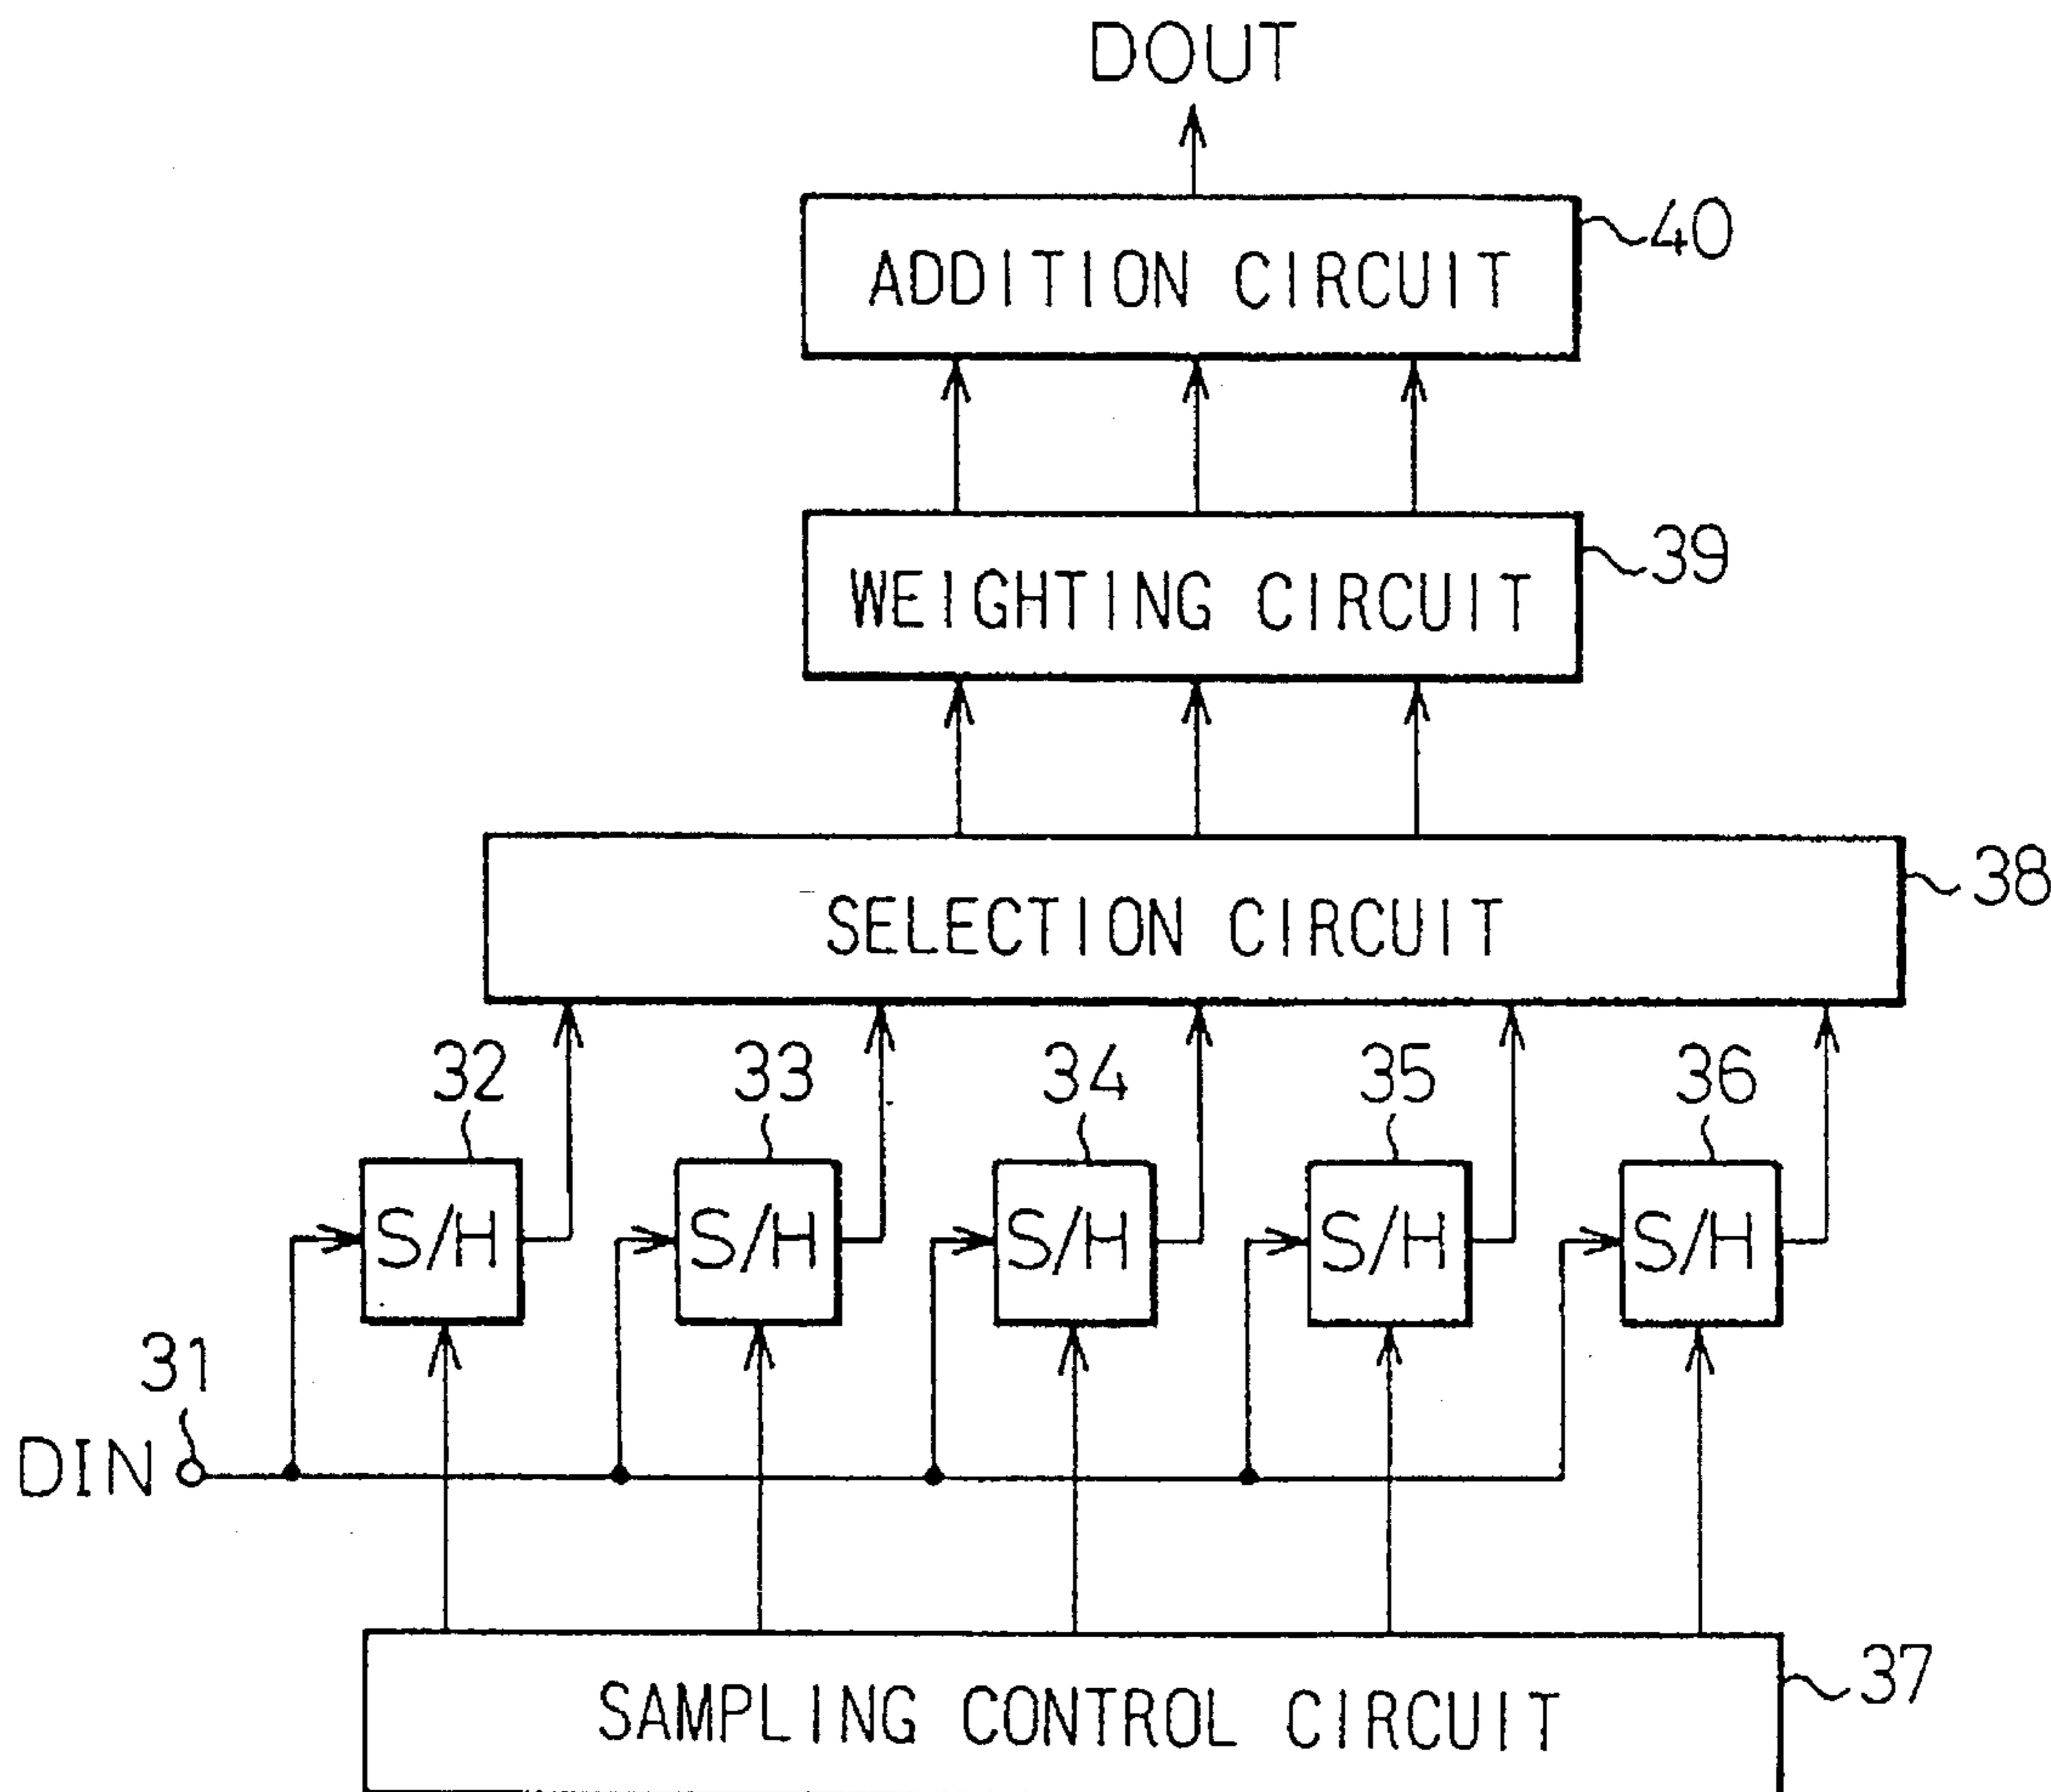 DOUT
ADDITION CIRCUIT
40
WEIGHTING CIRCUIT
39
SELECTION CIRCUIT
38
32
33
34
35
36
S/H
S/H
S/H
S/H
S/H
31
DIN
SAMPLING CONTROL CIRCUIT
37